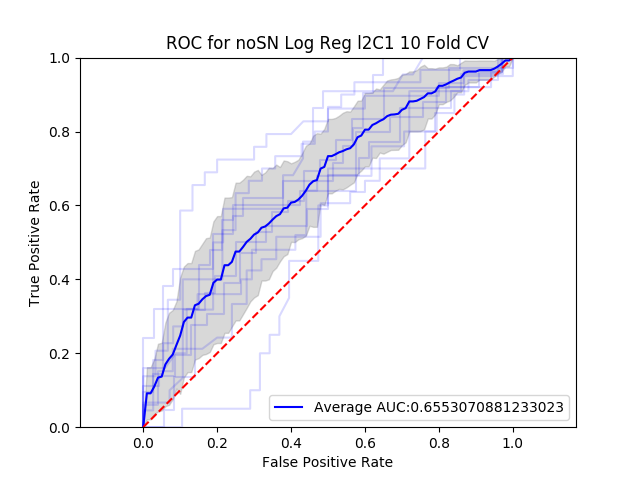 ROC for noSN Log Reg l2C1 10 Fold CV
True Positive Rate
1.0
0.8
0.6
0.4
0.2
0.0
Average AUC:0.6553070881233023
0.0 0.2 0.4 0.6 0.8 1.0
False Positive Rate